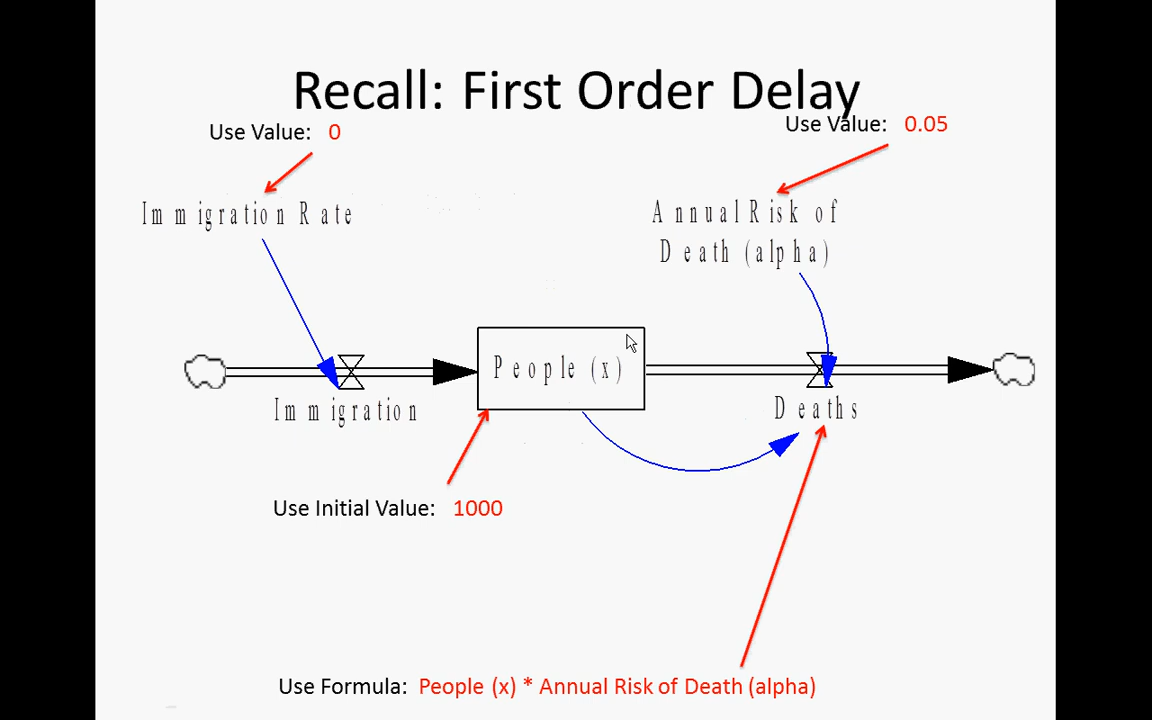 Recall: First Order Delay
Use Value: 0
Use Value: 0.05
Immigration Rate
Annual Risk of
Death (alpha)
People (x)
Immigration
Deaths
Use Initial Value: 1000
Use Formula: People (x) * Annual Risk of Death (alpha)